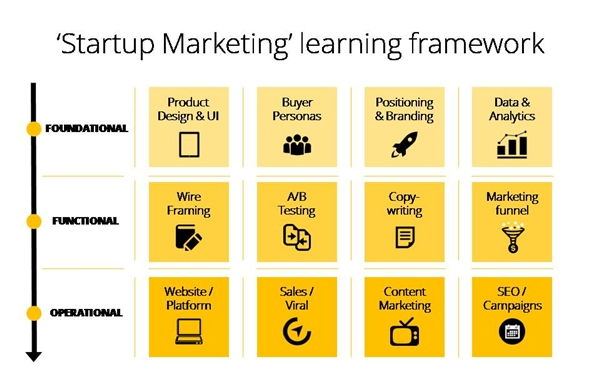 ‘Startup Marketing’ learning framework
FOUNDATIONAL
Product
Design & UI
Buyer
Personas
Positioning
& Branding
Data &
Analytics
FUNCTIONAL
Wire
Framing
A/B
Testing
Copy-
writing
Marketing
funnel
OPERATIONAL
Website /
Platform
Sales /
Viral
Content
Marketing
SEO /
Campaigns